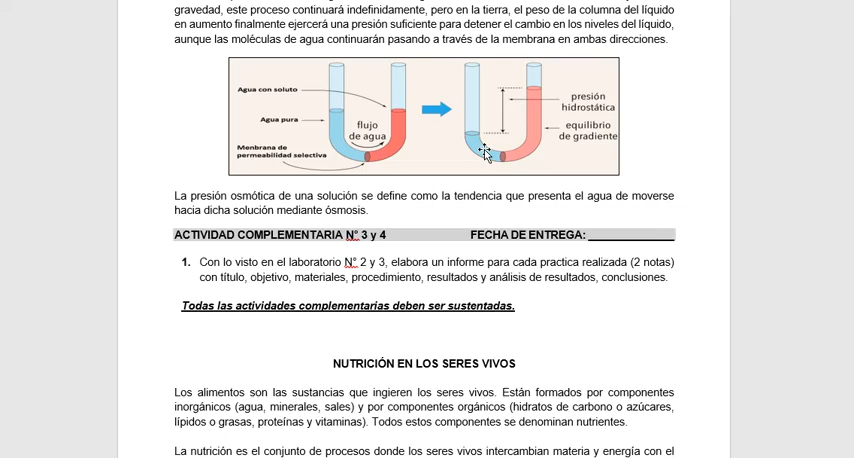 gravedad, este proceso continuará indefinidamente, pero en la tierra, el peso de la columna del líquido
en aumento finalmente ejercerá una presión suficiente para detener el cambio en los niveles del líquido,
aunque las moléculas de agua continuarán pasando a través de la membrana en ambas direcciones.
Agua con soluto
Agua pura
flujo
de agua
Membrana de
permeabilidad selectiva
presión
hidrostática
equilibrio
de gradiente
La presión osmótica de una solución se define como la tendencia que presenta el agua de moverse
hacia dicha solución mediante ósmosis.
ACTIVIDAD COMPLEMENTARIA N° 3 y 4 FECHA DE ENTREGA: ______________
1. Con lo visto en el laboratorio N° 2 y 3, elabora un informe para cada practica realizada (2 notas)
con título, objetivo, materiales, procedimiento, resultados y análisis de resultados, conclusiones.
Todas las actividades complementarias deben ser sustentadas.
NUTRICIÓN EN LOS SERES VIVOS
Los alimentos son las sustancias que ingieren los seres vivos. Están formados por componentes
inorgánicos (agua, minerales, sales) y por componentes orgánicos (hidratos de carbono o azúcares,
lípidos o grasas, proteínas y vitaminas). Todos estos componentes se denominan nutrientes.
La nutrición es el conjunto de procesos donde los seres vivos intercambian materia y energía con el